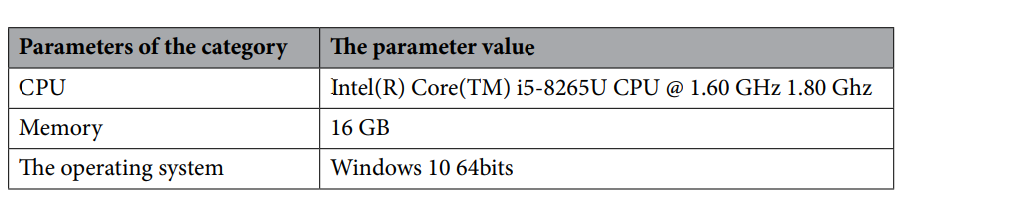 Parameters of the category The parameter value
CPU Intel(R) Core(TM) i5-8265U CPU @ 1.60 GHz 1.80 Ghz
Memory 16 GB
The operating system Windows 10 64bits